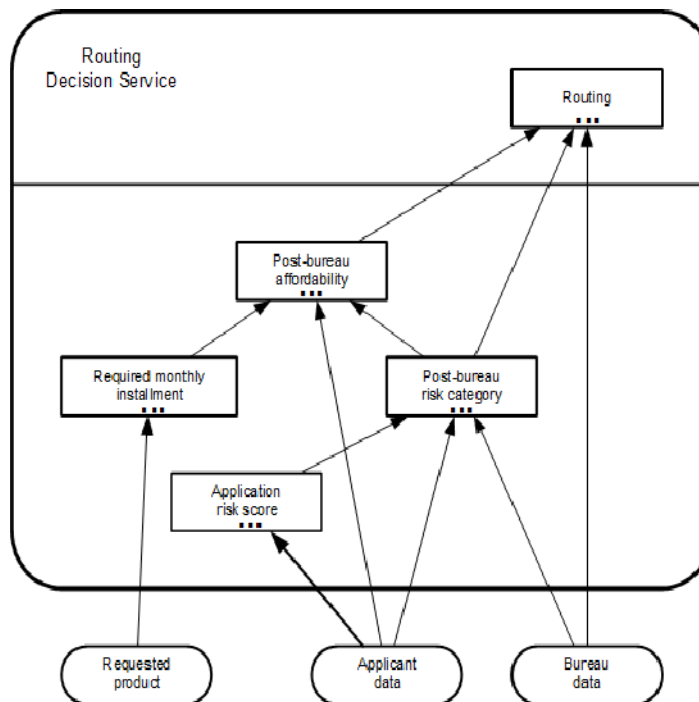 Routing
Decision Service
Routing
Post-bureau
affordability
Required monthly
installment
Post-bureau
risk category
Application
risk score
Requested
product
Applicant
data
Bureau
data